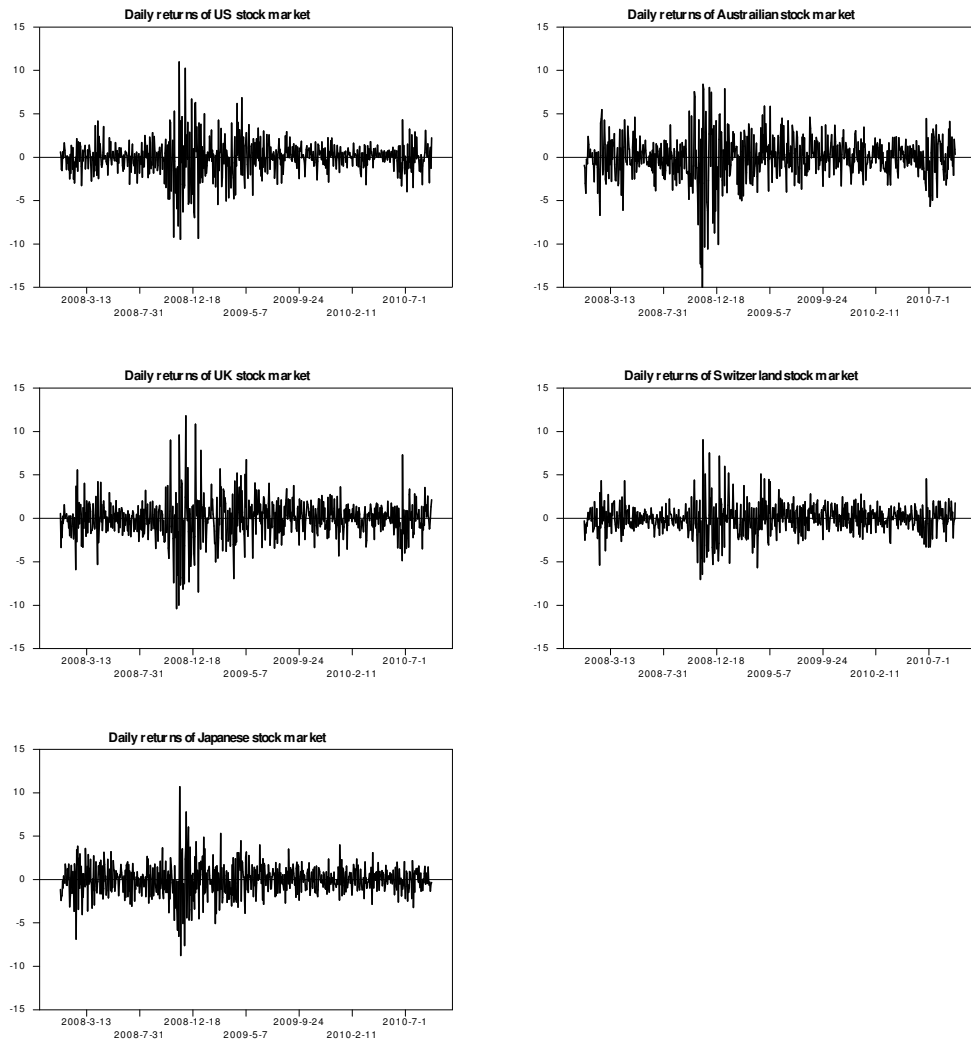 Daily returns of US stock market
15
10
5
0
-5
-10
-15
2008-3-13 2008-12-18 2009-9-24 2010-7-1
2008-7-31 2009-5-7 2010-2-11
Daily returns of Austrailian stock market
15
10
5
0
-5
-10
-15
2008-3-13 2008-12-18 2009-9-24 2010-7-1
2008-7-31 2009-5-7 2010-2-11
Daily returns of UK stock market
15
10
5
0
-5
-10
-15
2008-3-13 2008-12-18 2009-9-24 2010-7-1
2008-7-31 2009-5-7 2010-2-11
Daily returns of Switzerland stock market
15
10
5
0
-5
-10
-15
2008-3-13 2008-12-18 2009-9-24 2010-7-1
2008-7-31 2009-5-7 2010-2-11
Daily returns of Japanese stock market
15
10
5
0
-5
-10
-15
2008-3-13 2008-12-18 2009-9-24 2010-7-1
2008-7-31 2009-5-7 2010-2-11